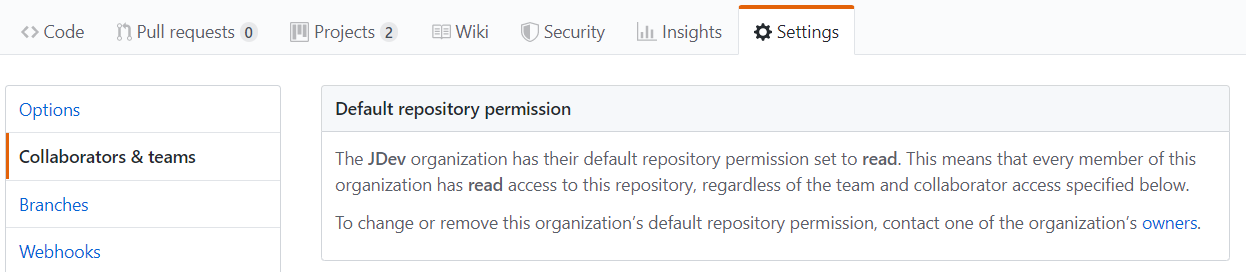 Code Pull requests 0 Projects 2 Wiki Security Insights Settings
Options
Collaborators & teams
Branches
Webhooks
Default repository permission
The JDev organization has their default repository permission set to read. This means that every member of this
organization has read access to this repository, regardless of the team and collaborator access specified below.
To change or remove this organization’s default repository permission, contact one of the organization’s owners.